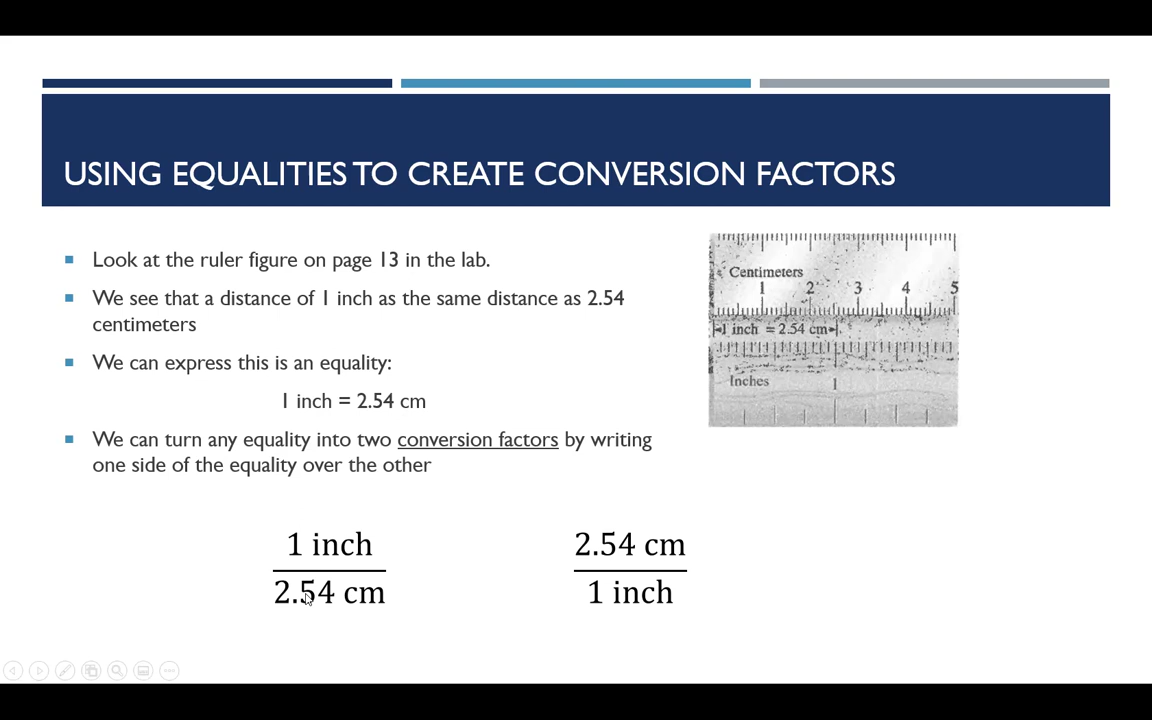 USING EQUALITIES TO CREATE CONVERSION FACTORS
Look at the ruler figure on page 13 in the lab.
We see that a distance of 1 inch as the same distance as 2.54
centimeters
We can express this is an equality:
1 inch = 2.54 cm
We can turn any equality into two conversion factors by writing
one side of the equality over the other
1 inch
2.54 cm
2.54 cm
1 inch
Centimeters
1 2 3 4 5
1 inch = 2.54 cm
Inches 1